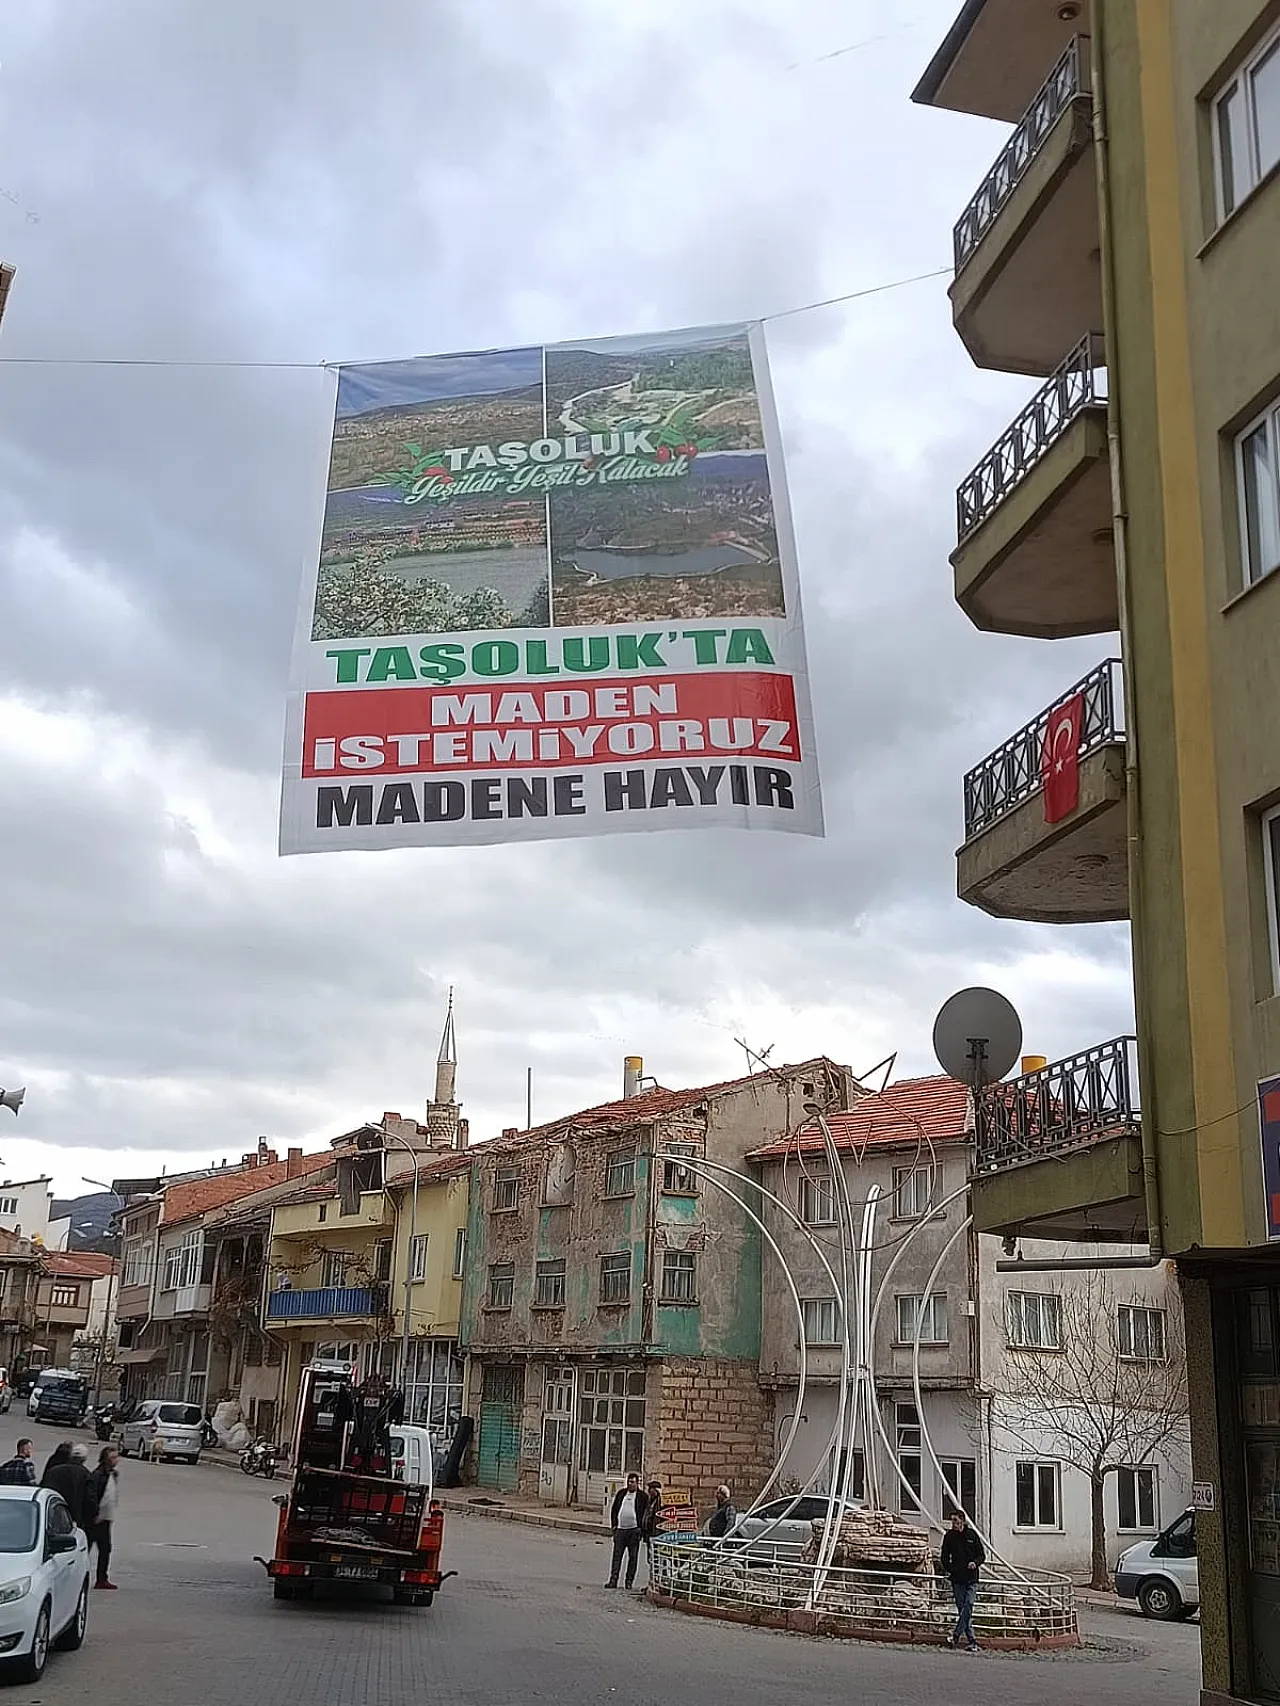 TAŞOLUK
Yeşildir Yeşil Kalacak
TAŞOLUK'TA
MADEN
İSTEMİYORUZ
MADENE HAYIR